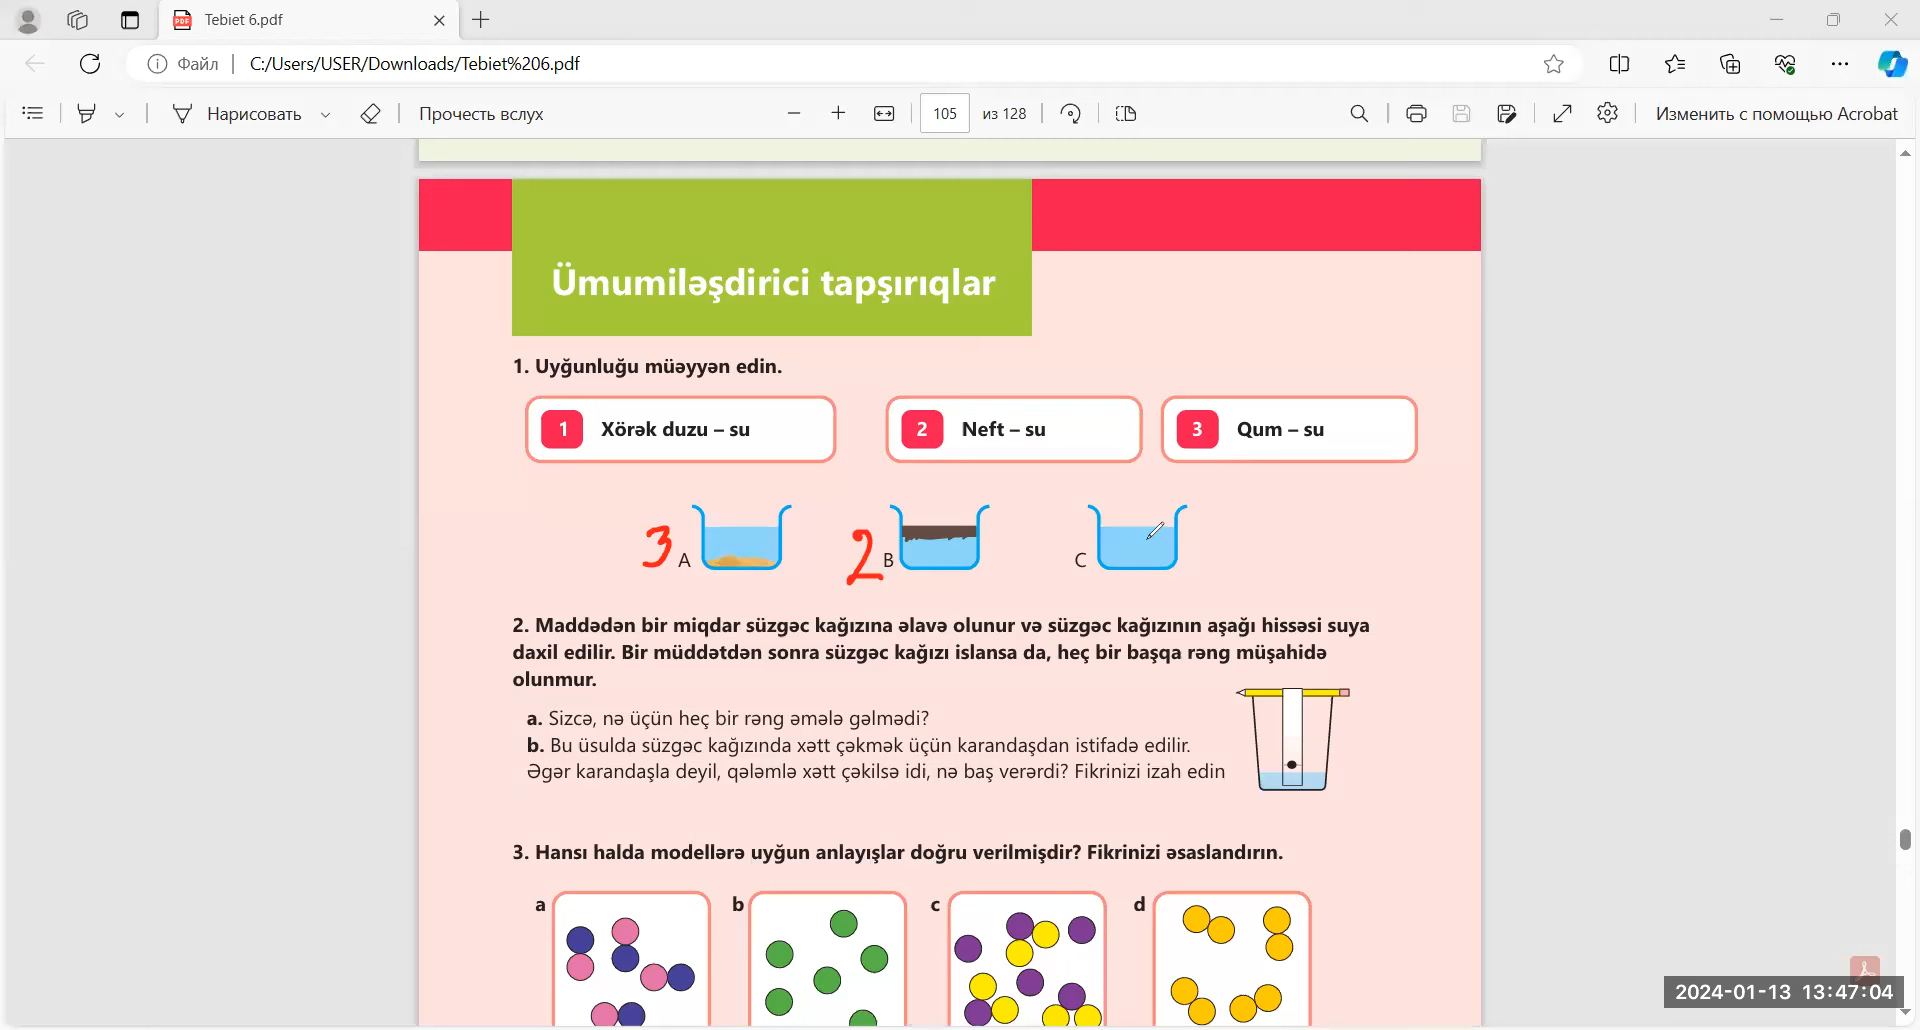 Tebiet 6.pdf
Файл
C:/Users/USER/Downloads/Tebiet%206.pdf
Нарисовать
Прочесть вслух
105 из 128
Изменить с помощью Acrobat
Ümumiləşdirici tapşırıqlar
1. Uyğunluğu müəyyən edin.
1 Xörək duzu – su
2 Neft – su
3 Qum – su
3 A
2 B
C
2. Maddədən bir miqdar süzgəc kağızına əlavə olunur və süzgəc kağızının aşağı hissəsi suya
daxil edilir. Bir müddətdən sonra süzgəc kağızı islansa da, heç bir başqa rəng müşahidə
olunmur.
a. Sizcə, nə üçün heç bir rəng əmələ gəlmədi?
b. Bu üsulda süzgəc kağızında xətt çəkmək üçün karandaşdan istifadə edilir.
Əgər karandaşla deyil, qələmlə xətt çəkilsə idi, nə baş verərdi? Fikrinizi izah edin
3. Hansı halda modellərə uyğun anlayışlar doğru verilmişdir? Fikrinizi əsaslandırın.
a
b
c
d
2024-01-13 13:47:04